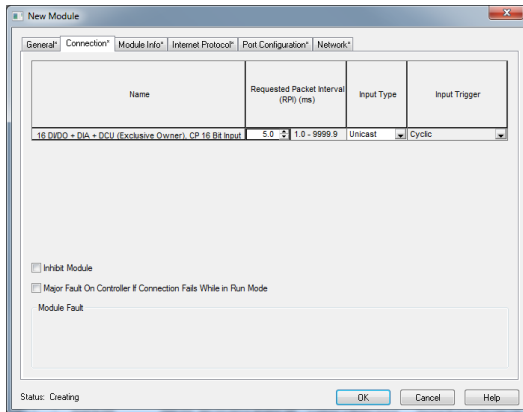 New Module
General* Connection* Module Info* Internet Protocol* Port Configuration* Network*
Name Requested Packet Interval (RPI) (ms) Input Type Input Trigger
16 DI/DO + DIA + DCU (Exclusive Owner), CP 16 Bit Input 5.0 1.0 - 9999.9 Unicast Cyclic
Inhibit Module
Major Fault On Controller If Connection Fails While in Run Mode
Module Fault
Status: Creating OK Cancel Help